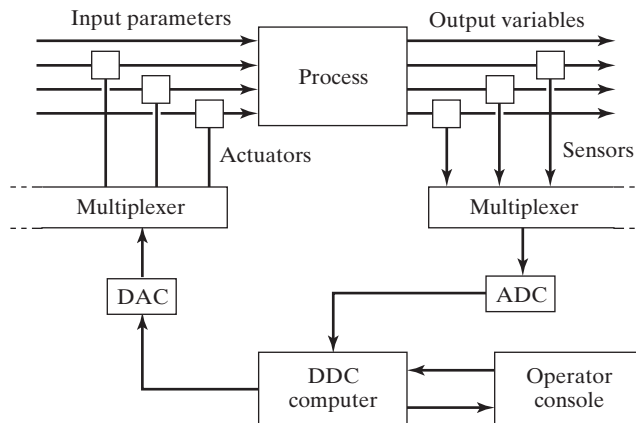 Input parameters
Output variables
Process
Actuators
Sensors
Multiplexer
Multiplexer
DAC
ADC
DDC
computer
Operator
console